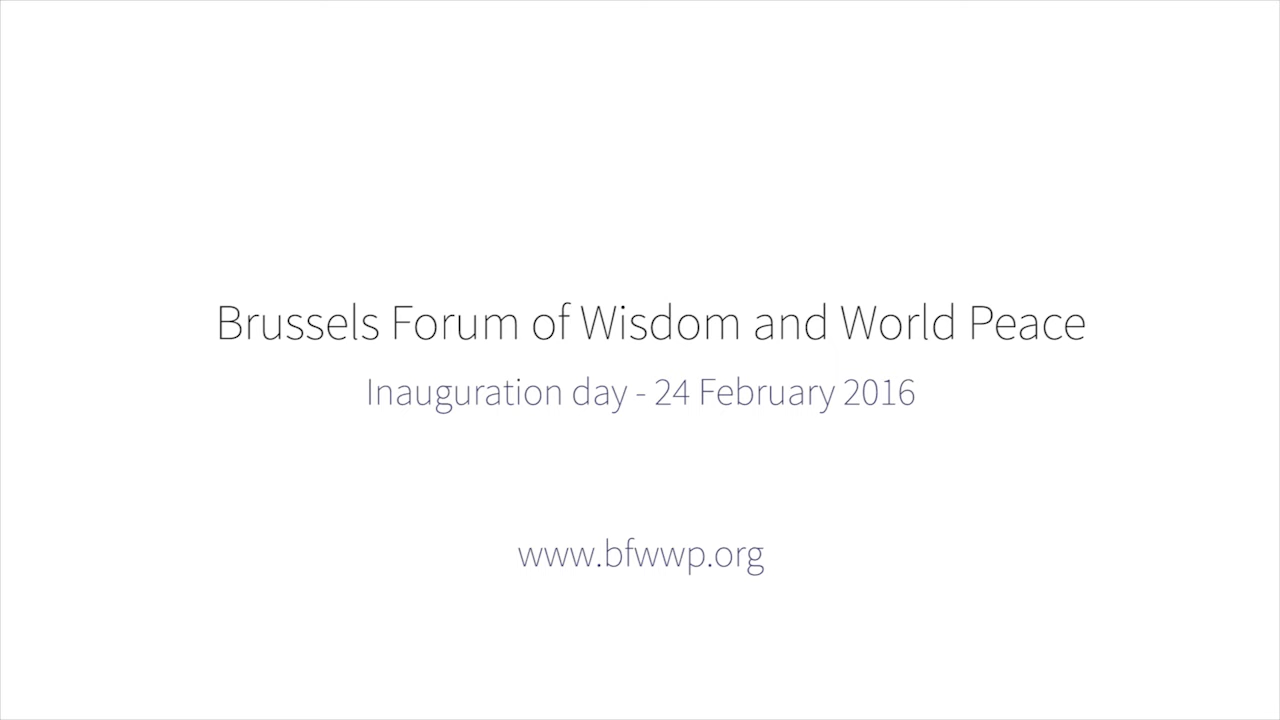 Brussels Forum of Wisdom and World Peace
Inauguration day - 24 February 2016
www.bfwwp.org